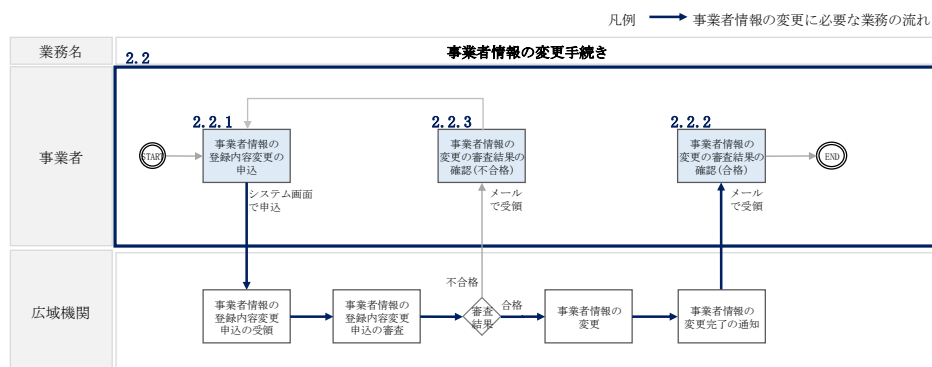 凡例 事業者情報の変更に必要な業務の流れ
業務名
2.2
事業者情報の変更手続き
事業者
START
2.2.1
事業者情報の
登録内容変更の
申込
システム画面
で申込
2.2.3
事業者情報の
変更の審査結果の
確認(不合格)
メール
で受領
2.2.2
事業者情報の
変更の審査結果の
確認(合格)
メール
で受領
END
広域機関
事業者情報の
登録内容変更
申込の受領
事業者情報の
登録内容変更
申込の審査
不合格
審査
結果
合格
事業者情報の
変更
事業者情報の
変更完了の通知